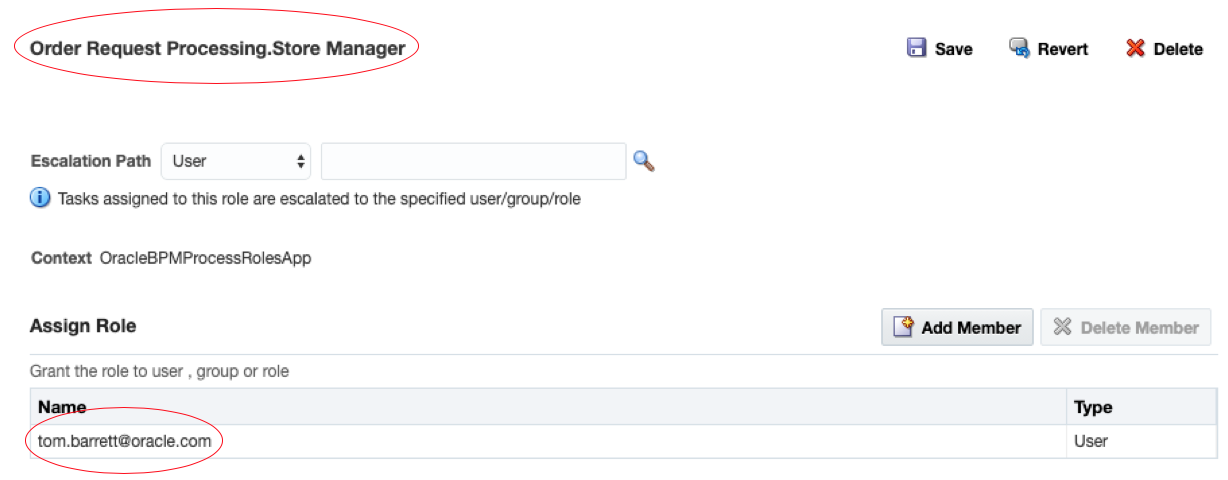 Order Request Processing.Store Manager
Save Revert Delete
Escalation Path User
Tasks assigned to this role are escalated to the specified user/group/role
Context OracleBPMProcessRolesApp
Assign Role
Add Member Delete Member
Grant the role to user , group or role
Name Type
tom.barrett@oracle.com User